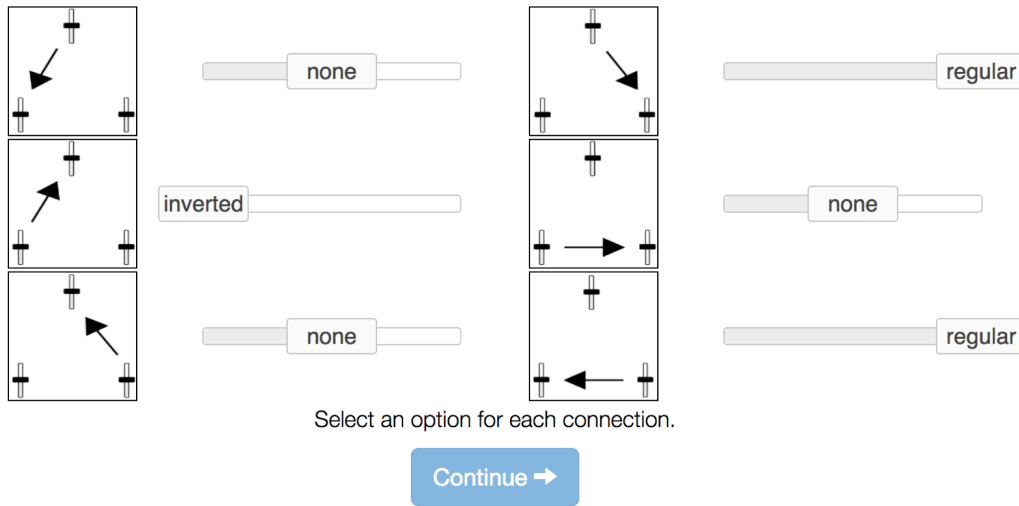 none
regular
inverted
none
none
regular
Select an option for each connection.
Continue